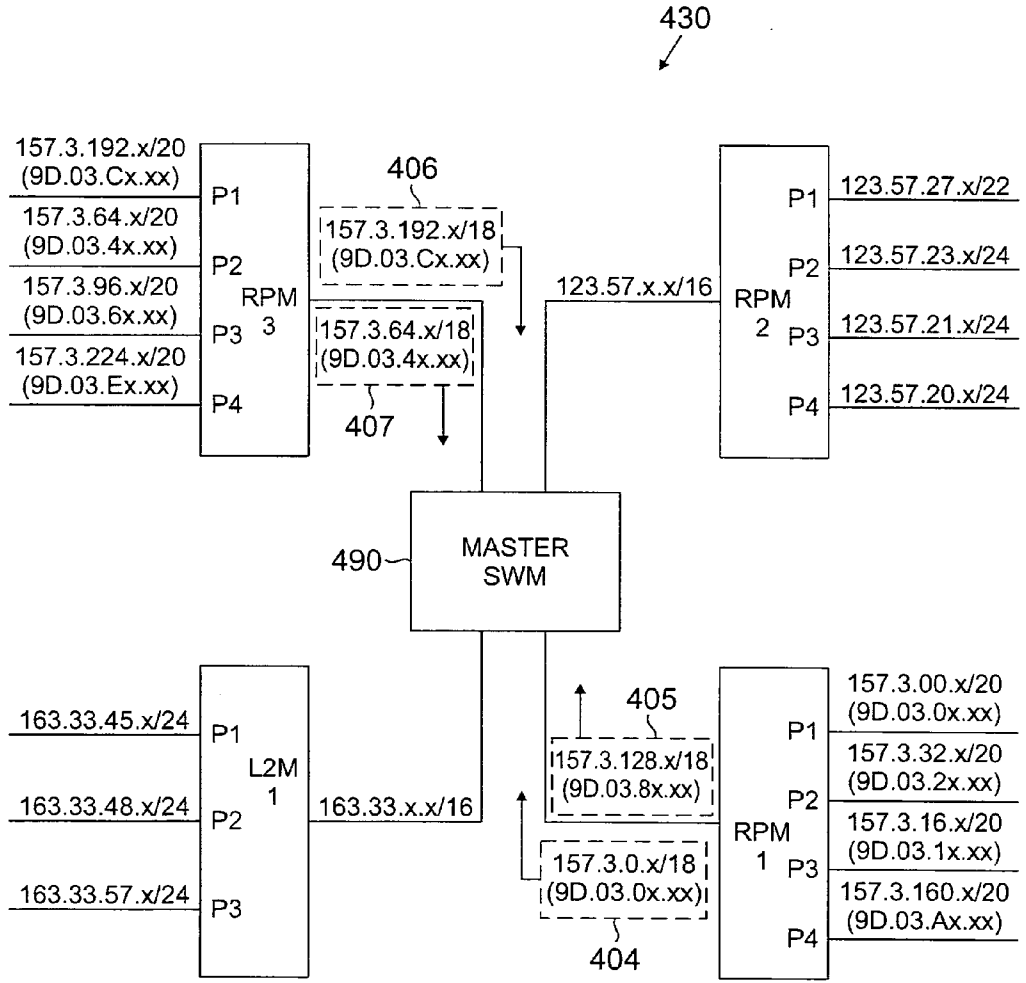 430
157.3.192.x/20
(9D.03.Cx.xx)
P1
157.3.64.x/20
(9D.03.4x.xx)
P2
157.3.96.x/20
(9D.03.6x.xx)
P3
157.3.224.x/20
(9D.03.Ex.xx)
P4
RPM
3
406
157.3.192.x/18
(9D.03.Cx.xx)
157.3.64.x/18
(9D.03.4x.xx)
407
123.57.x.x/16
RPM
2
P1
123.57.27.x/22
P2
123.57.23.x/24
P3
123.57.21.x/24
P4
123.57.20.x/24
490
MASTER
SWM
163.33.45.x/24
P1
163.33.48.x/24
P2
163.33.57.x/24
P3
L2M
1
163.33.x.x/16
405
157.3.128.x/18
(9D.03.8x.xx)
157.3.0.x/18
(9D.03.0x.xx)
404
RPM
1
P1
157.3.00.x/20
(9D.03.0x.xx)
P2
157.3.32.x/20
(9D.03.2x.xx)
P3
157.3.16.x/20
(9D.03.1x.xx)
P4
157.3.160.x/20
(9D.03.Ax.xx)